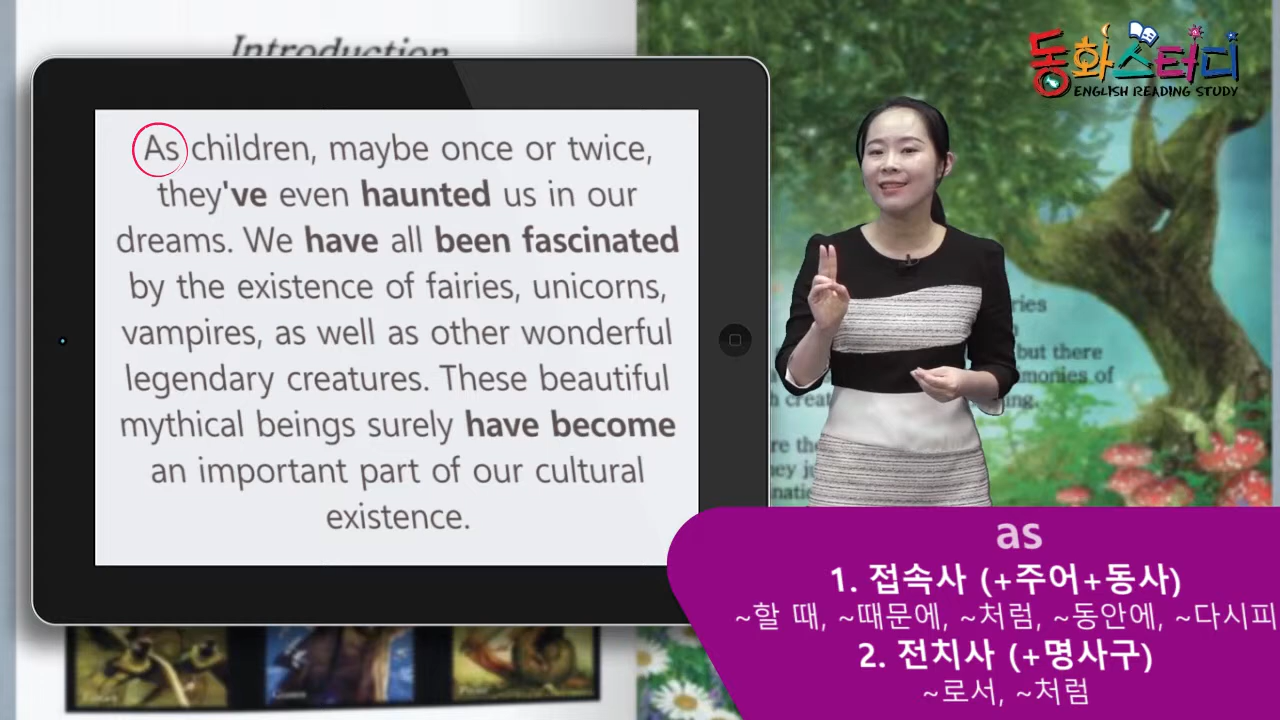 Introduction
동화스터디
ENGLISH READING STUDY
As children, maybe once or twice,
they've even haunted us in our
dreams. We have all been fascinated
by the existence of fairies, unicorns,
vampires, as well as other wonderful
legendary creatures. These beautiful
mythical beings surely have become
an important part of our cultural
existence.
but there
as
1. 접속사 (+주어+동사)
~할 때, ~때문에, ~처럼, ~동안에, ~다시피
2. 전치사 (+명사구)
~로서, ~처럼